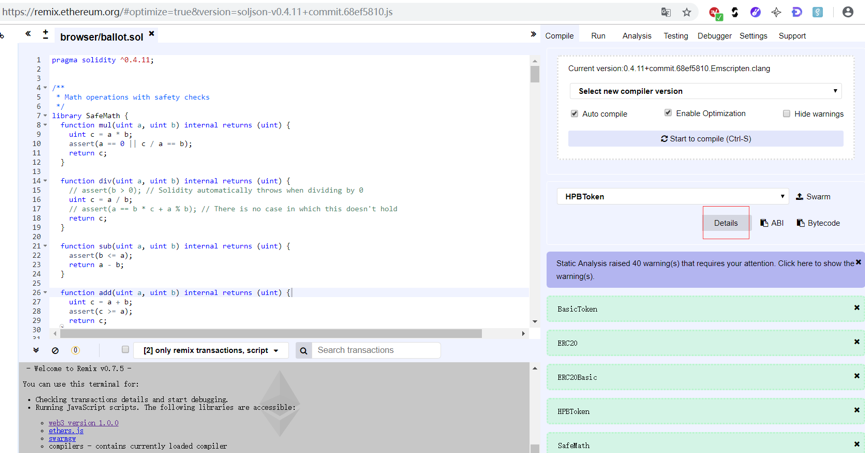 https://remix.ethereum.org/#optimize=true&version=soljson-v0.4.11+commit.68ef5810.js
browser/ballot.sol
Compile Run Analysis Testing Debugger Settings Support
1 pragma solidity ^0.4.11;
2
3
4 /**
5 * Math operations with safety checks
6 */
7 library SafeMath {
8 function mul(uint a, uint b) internal returns (uint) {
9 uint c = a * b;
10 assert(a == 0 || c / a == b);
11 return c;
12 }
13
14 function div(uint a, uint b) internal returns (uint) {
15 // assert(b > 0); // Solidity automatically throws when dividing by 0
16 uint c = a / b;
17 // assert(a == b * c + a % b); // There is no case in which this doesn't hold
18 return c;
19 }
20
21 function sub(uint a, uint b) internal returns (uint) {
22 assert(b <= a);
23 return a - b;
24 }
25
26 function add(uint a, uint b) internal returns (uint) {
27 uint c = a + b;
28 assert(c >= a);
29 return c;
30 }
31
0 [2] only remix transactions, script Search transactions
- Welcome to Remix v0.7.5 -
You can use this terminal for:
• Checking transactions details and start debugging.
• Running JavaScript scripts. The following libraries are accessible:
◦ web3 version 1.0.0
◦ ethers.js
◦ swarmgw
◦ compilers - contains currently loaded compiler
Current version:0.4.11+commit.68ef5810.Emscripten.clang
Select new compiler version
Auto compile Enable Optimization Hide warnings
Start to compile (Ctrl-S)
HPBToken Swarm
Details ABI Bytecode
Static Analysis raised 40 warning(s) that requires your attention. Click here to show the
warning(s).
BasicToken
ERC20
ERC20Basic
HPBToken
SafeMath